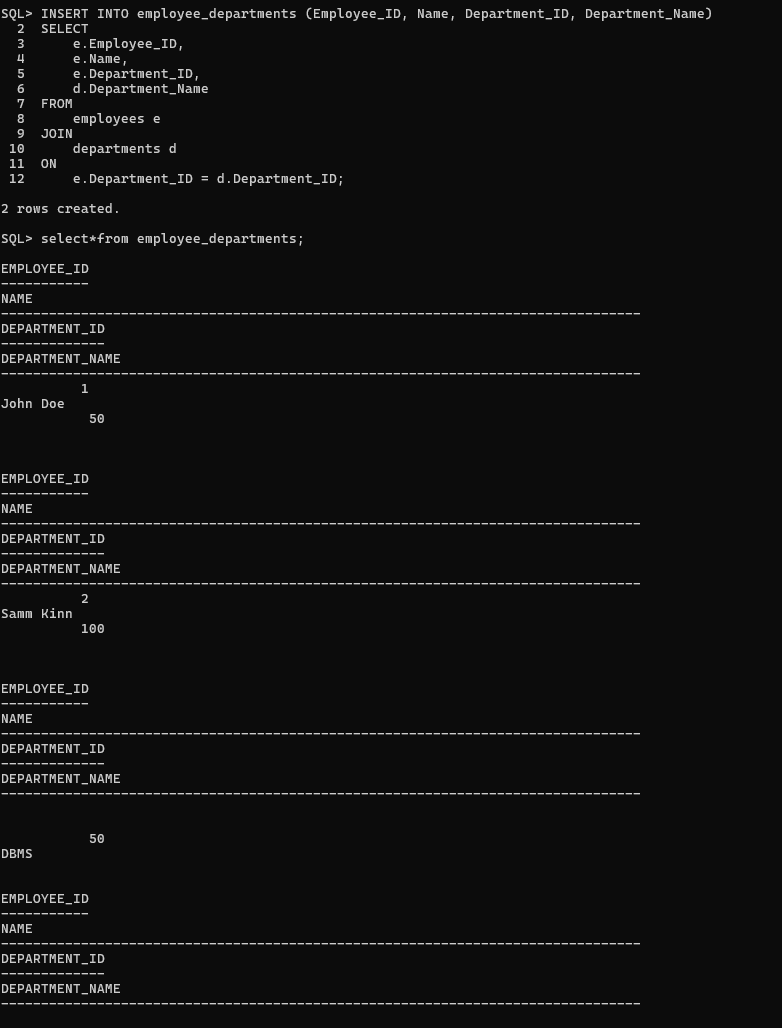 SQL> INSERT INTO employee_departments (Employee_ID, Name, Department_ID, Department_Name)
  2  SELECT
  3      e.Employee_ID,
  4      e.Name,
  5      e.Department_ID,
  6      d.Department_Name
  7  FROM
  8      employees e
  9  JOIN
 10      departments d
 11  ON
 12      e.Department_ID = d.Department_ID;

2 rows created.

SQL> select*from employee_departments;

EMPLOYEE_ID
-----------
NAME
--------------------------------------------------------------------------------
DEPARTMENT_ID
-------------
DEPARTMENT_NAME
--------------------------------------------------------------------------------
          1
John Doe
           50



EMPLOYEE_ID
-----------
NAME
--------------------------------------------------------------------------------
DEPARTMENT_ID
-------------
DEPARTMENT_NAME
--------------------------------------------------------------------------------
          2
Samm Kinn
          100



EMPLOYEE_ID
-----------
NAME
--------------------------------------------------------------------------------
DEPARTMENT_ID
-------------
DEPARTMENT_NAME
--------------------------------------------------------------------------------


           50
DBMS


EMPLOYEE_ID
-----------
NAME
--------------------------------------------------------------------------------
DEPARTMENT_ID
-------------
DEPARTMENT_NAME
--------------------------------------------------------------------------------